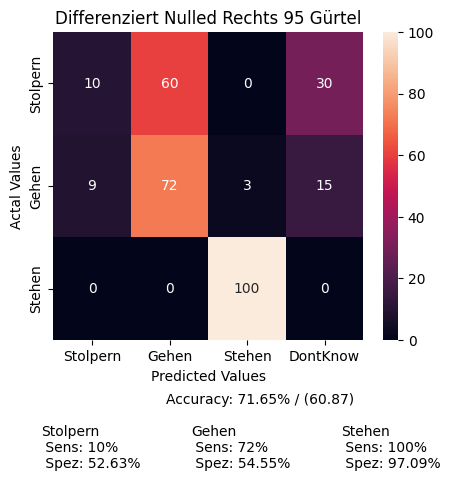 Differenziert Nulled Rechts 95 Gürtel
Actal Values
Stolpern 10 60 0 30
Gehen 9 72 3 15
Stehen 0 0 100 0
Stolpern Gehen Stehen DontKnow
Predicted Values
100
80
60
40
20
0
Accuracy: 71.65% / (60.87)
Stolpern Gehen Stehen
Sens: 10% Sens: 72% Sens: 100%
Spez: 52.63% Spez: 54.55% Spez: 97.09%